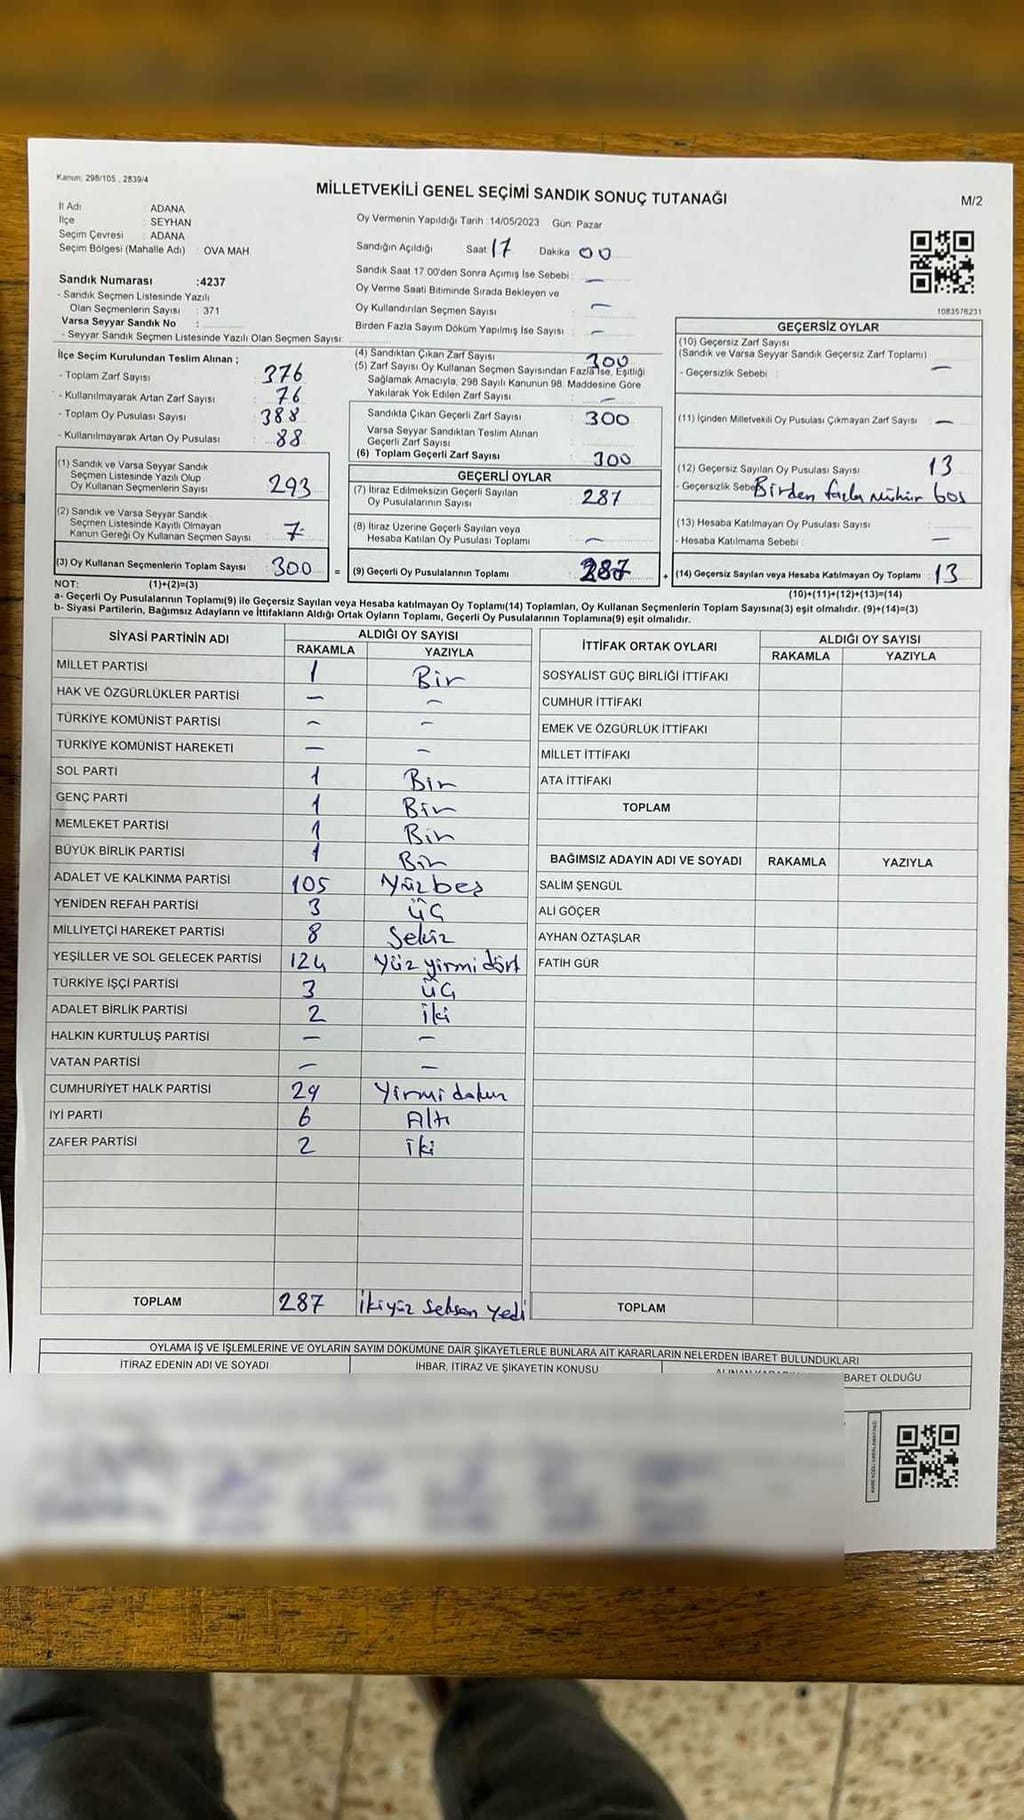 Kanun: 298/105 , 2839/4
MİLLETVEKİLİ GENEL SEÇİMİ SANDIK SONUÇ TUTANAĞI
M/2
İl Adı : ADANA
İlçe : SEYHAN
Seçim Çevresi : ADANA
Seçim Bölgesi (Mahalle Adı) : OVA MAH.
Sandık Numarası :4237
- Sandık Seçmen Listesinde Yazılı
Olan Seçmenlerin Sayısı : 371
Varsa Seyyar Sandık No :
- Seyyar Sandık Seçmen Listesinde Yazılı Olan Seçmen Sayısı:
Oy Vermenin Yapıldığı Tarih : 14/05/2023 Gün: Pazar
Sandığın Açıldığı Saat: 17 Dakika: 00
Sandık Saat 17.00'den Sonra Açımış İse Sebebi : —
Oy Verme Saati Bitiminde Sırada Bekleyen ve
Oy Kullandırılan Seçmen Sayısı : —
Birden Fazla Sayım Döküm Yapılmış İse Sayısı : —
1083576231
İlçe Seçim Kurulundan Teslim Alınan ;
- Toplam Zarf Sayısı : 376
- Kullanılmayarak Artan Zarf Sayısı : 76
- Toplam Oy Pusulası Sayısı : 388
- Kullanılmayarak Artan Oy Pusulası : 88
(1) Sandık ve Varsa Seyyar Sandık
Seçmen Listesinde Yazılı Olup
Oy Kullanan Seçmenlerin Sayısı : 293
(2) Sandık ve Varsa Seyyar Sandık
Seçmen Listesinde Kayıtlı Olmayan
Kanun Gereği Oy Kullanan Seçmen Sayısı : 7
(3) Oy Kullanan Seçmenlerin Toplam Sayısı : 300 =
(4) Sandıktan Çıkan Zarf Sayısı : 300
(5) Zarf Sayısı Oy Kullanan Seçmen Sayısından Fazla İse, Eşitliği
Sağlamak Amacıyla, 298 Sayılı Kanunun 98. Maddesine Göre
Yakılarak Yok Edilen Zarf Sayısı : —
Sandıkta Çıkan Geçerli Zarf Sayısı : 300
Varsa Seyyar Sandıktan Teslim Alınan
Geçerli Zarf Sayısı :
(6) Toplam Geçerli Zarf Sayısı : 300
GEÇERLİ OYLAR
(7) İtiraz Edilmeksizin Geçerli Sayılan
Oy Pusulalarının Sayısı : 287
(8) İtiraz Üzerine Geçerli Sayılan veya
Hesaba Katılan Oy Pusulası Toplamı : —
(9) Geçerli Oy Pusulalarının Toplamı : 287 +
GEÇERSİZ OYLAR
(10) Geçersiz Zarf Sayısı
(Sandık ve Varsa Seyyar Sandık Geçersiz Zarf Toplamı) : —
- Geçersizlik Sebebi :
(11) İçinden Milletvekili Oy Pusulası Çıkmayan Zarf Sayısı : —
(12) Geçersiz Sayılan Oy Pusulası Sayısı : 13
- Geçersizlik Sebe Birden fazla mühür boş
(13) Hesaba Katılmayan Oy Pusulası Sayısı :
- Hesaba Katılmama Sebebi : —
(14) Geçersiz Sayılan veya Hesaba Katılmayan Oy Toplamı : 13
NOT: (1)+(2)=(3) (10)+(11)+(12)+(13)=(14)
a- Geçerli Oy Pusulalarının Toplamı(9) ile Geçersiz Sayılan veya Hesaba katılmayan Oy Toplamı(14) Toplamları, Oy Kullanan Seçmenlerin Toplam Sayısına(3) eşit olmalıdır. (9)+(14)=(3)
b- Siyasi Partilerin, Bağımsız Adayların ve İttifakların Aldığı Ortak Oyların Toplamı, Geçerli Oy Pusulalarının Toplamına(9) eşit olmalıdır.
SİYASİ PARTİNİN ADI ALDIĞI OY SAYISI
RAKAMLA YAZIYLA
MİLLET PARTİSİ 1 Bir
HAK VE ÖZGÜRLÜKLER PARTİSİ — —
TÜRKİYE KOMÜNİST PARTİSİ — —
TÜRKİYE KOMÜNİST HAREKETİ — —
SOL PARTİ 1 Bir
GENÇ PARTİ 1 Bir
MEMLEKET PARTİSİ 1 Bir
BÜYÜK BİRLİK PARTİSİ 1 Bir
ADALET VE KALKINMA PARTİSİ 105 Yüz beş
YENİDEN REFAH PARTİSİ 3 üç
MİLLİYETÇİ HAREKET PARTİSİ 8 Sekiz
YEŞİLLER VE SOL GELECEK PARTİSİ 124 Yüz yirmi dört
TÜRKİYE İŞÇİ PARTİSİ 3 üç
ADALET BİRLİK PARTİSİ 2 iki
HALKIN KURTULUŞ PARTİSİ — —
VATAN PARTİSİ — —
CUMHURİYET HALK PARTİSİ 29 Yirmi dokuz
İYİ PARTİ 6 Altı
ZAFER PARTİSİ 2 iki
TOPLAM 287 ikiyüz seksen yedi
İTTİFAK ORTAK OYLARI ALDIĞI OY SAYISI
RAKAMLA YAZIYLA
SOSYALİST GÜÇ BİRLİĞİ İTTİFAKI
CUMHUR İTTİFAKI
EMEK VE ÖZGÜRLÜK İTTİFAKI
MİLLET İTTİFAKI
ATA İTTİFAKI
TOPLAM
BAĞIMSIZ ADAYIN ADI VE SOYADI RAKAMLA YAZIYLA
SALİM ŞENGÜL
ALİ GÖÇER
AYHAN ÖZTAŞLAR
FATİH GÜR
TOPLAM
OYLAMA İŞ VE İŞLEMLERİNE VE OYLARIN SAYIM DÖKÜMÜNE DAİR ŞİKAYETLERLE BUNLARA AİT KARARLARIN NELERDEN İBARET BULUNDUKLARI
İTİRAZ EDENİN ADI VE SOYADI İHBAR, İTİRAZ VE ŞİKAYETİN KONUSU BARET OLDUĞU